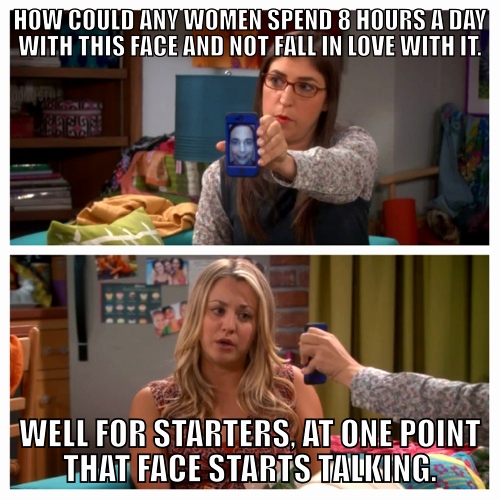 HOW COULD ANY WOMEN SPEND 8 HOURS A DAY
WITH THIS FACE AND NOT FALL IN LOVE WITH IT.
WELL FOR STARTERS, AT ONE POINT
THAT FACE STARTS TALKING.